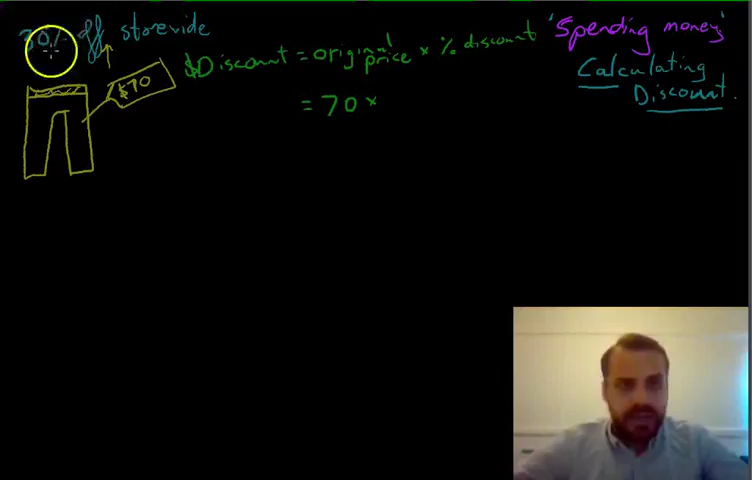 30% off storewide
$70
$Discount = original price × % discount
= 70 ×
'Spending money'
Calculating
Discount.